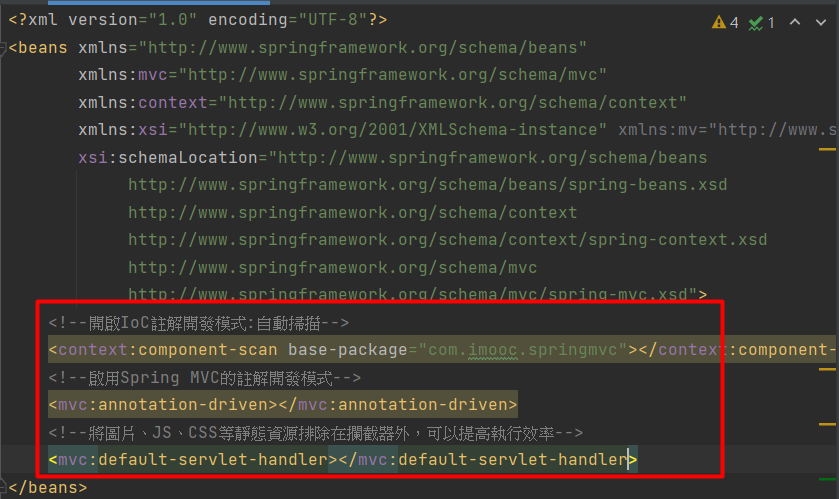 <?xml version="1.0" encoding="UTF-8"?>
4 1
<beans xmlns="http://www.springframework.org/schema/beans"
xmlns:mvc="http://www.springframework.org/schema/mvc"
xmlns:context="http://www.springframework.org/schema/context"
xmlns:xsi="http://www.w3.org/2001/XMLSchema-instance" xmlns:mv="http://www.s
xsi:schemaLocation="http://www.springframework.org/schema/beans
http://www.springframework.org/schema/beans/spring-beans.xsd
http://www.springframework.org/schema/context
http://www.springframework.org/schema/context/spring-context.xsd
http://www.springframework.org/schema/mvc
http://www.springframework.org/schema/mvc/spring-mvc.xsd">
<!--開啟IoC註解開發模式:自動掃描-->
<context:component-scan base-package="com.imooc.springmvc"></context:component-
<!--啟用Spring MVC的註解開發模式-->
<mvc:annotation-driven></mvc:annotation-driven>
<!--將圖片、JS、CSS等靜態資源排除在攔截器外，可以提高執行效率-->
<mvc:default-servlet-handler></mvc:default-servlet-handler>
</beans>